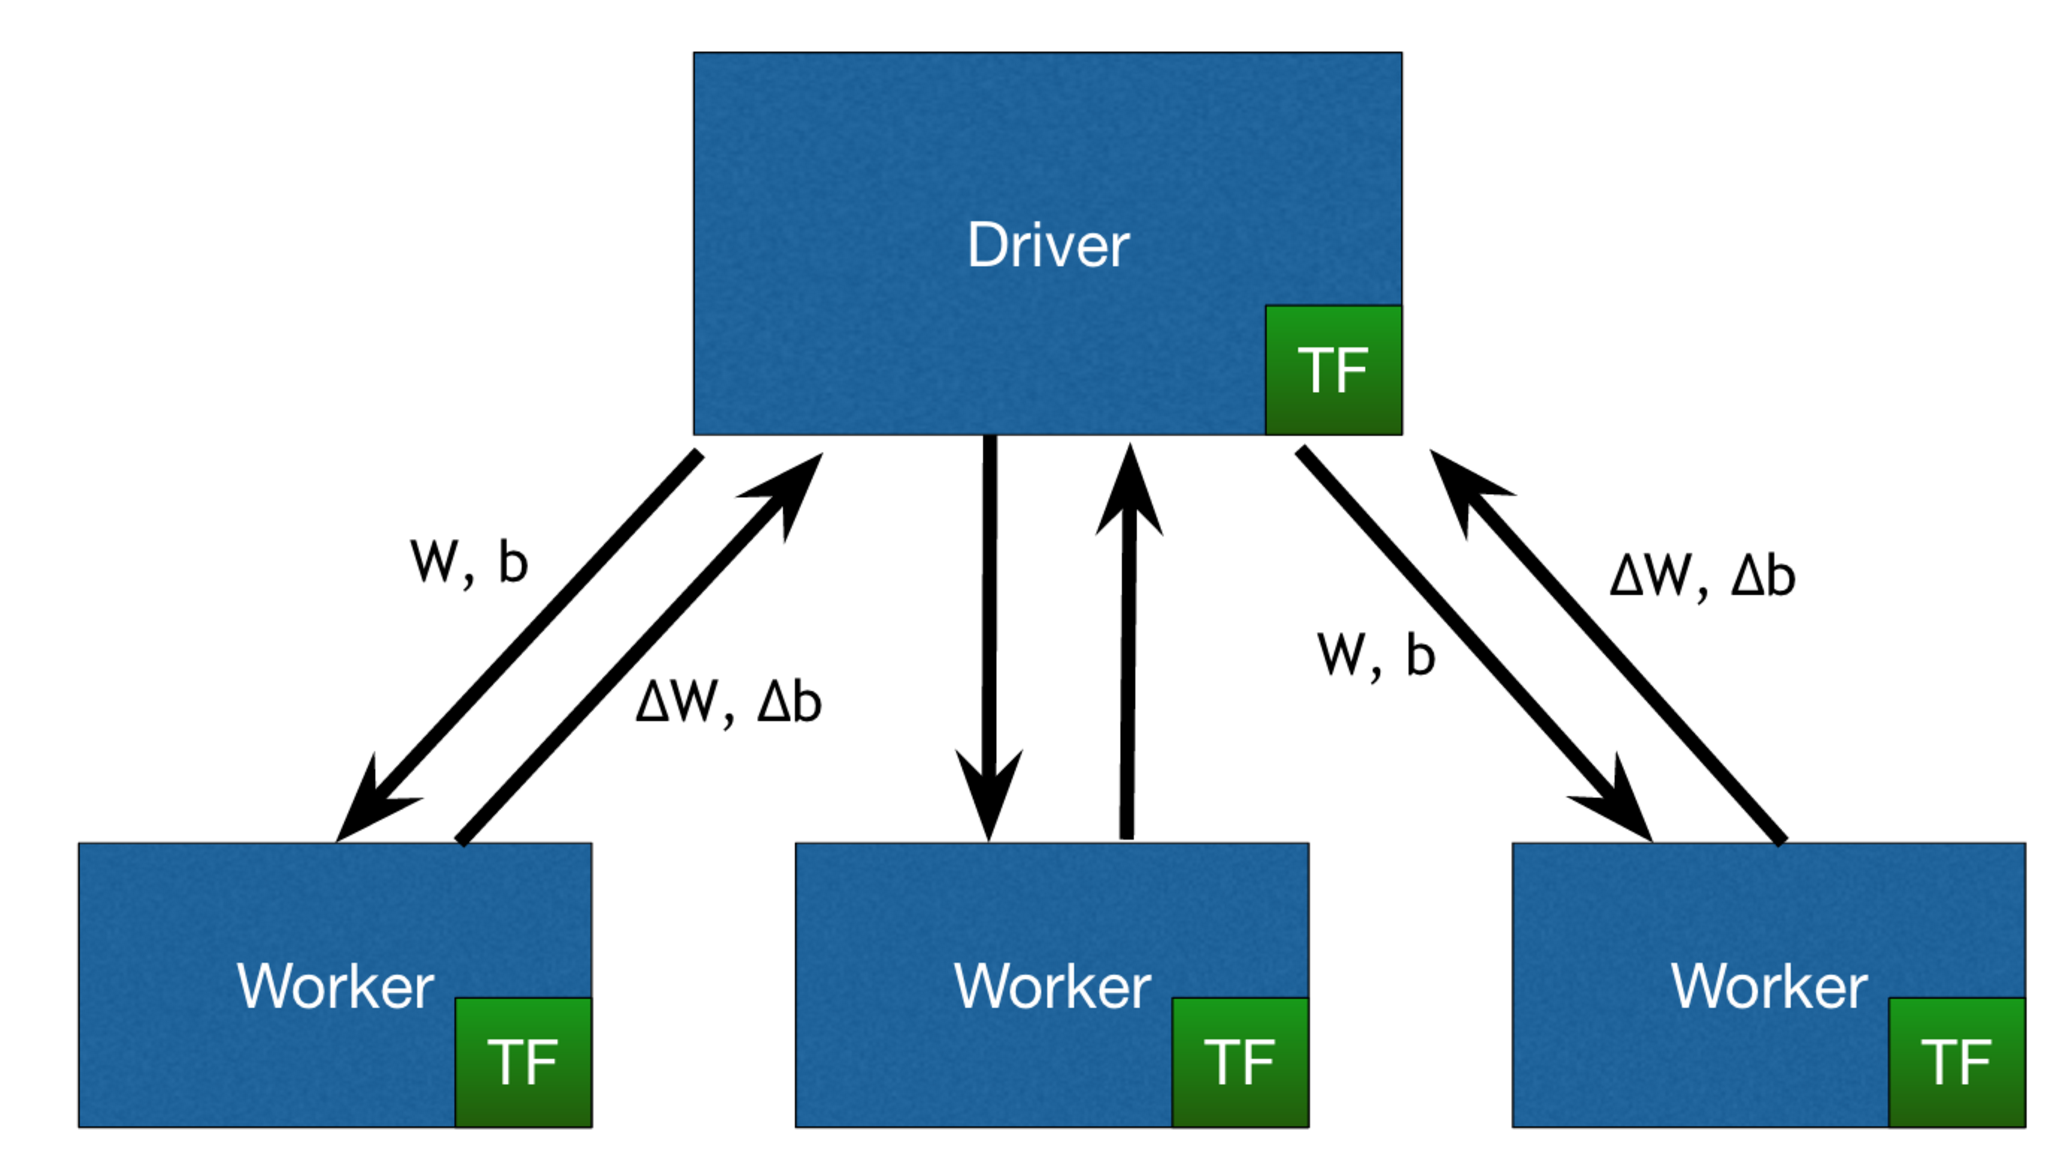 Driver
TF
W, b
ΔW, Δb
W, b
ΔW, Δb
Worker
TF
Worker
TF
Worker
TF